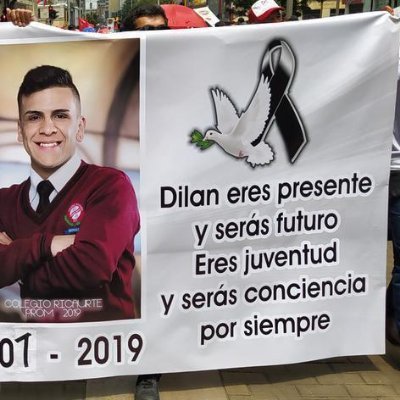 Dilan eres presente
y serás futuro
Eres juventud
y serás conciencia
por siempre
COLEGIO RICAURTE
PROM 2019
01 - 2019